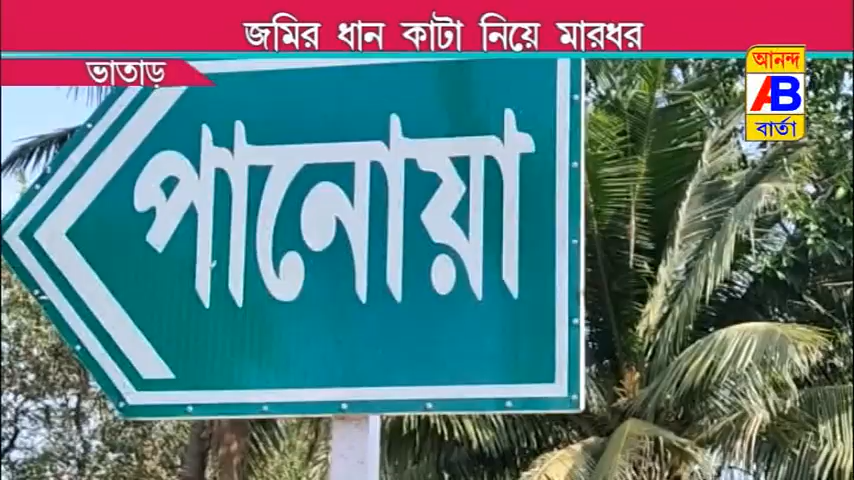 জমির ধান কাটা নিয়ে মারধর
ভাতাড়
আনন্দ
AB
বার্তা
পানোয়া